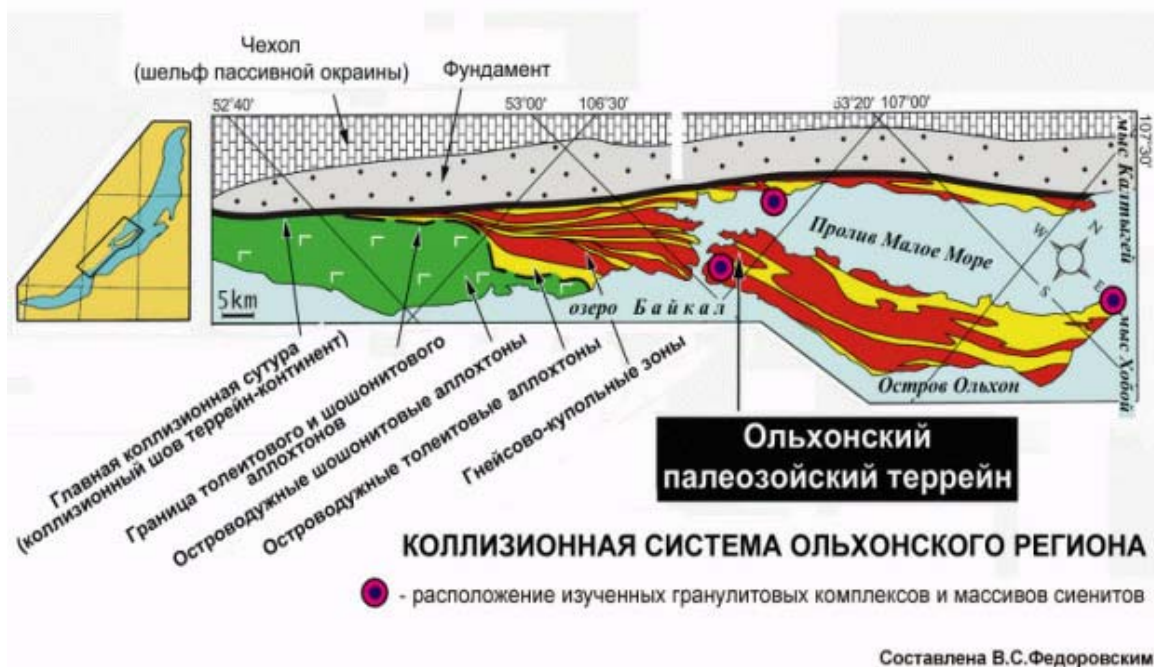 Чехол
(шельф пассивной окраины)
Фундамент
52°40'
53°00'
106°30'
53°20'
107°00'
107°30'
мыс Калтыгей
Пролив Малое Море
N
W
E
S
5km
озеро Байкал
Остров Ольхон
мыс Хобой
Главная коллизионная сутура
(коллизионный шов террейн-континент)
Граница толеитового и шошонитового
аллохтонов
Островодужные шошонитовые аллохтоны
Островодужные толеитовые аллохтоны
Гнейсово-купольные зоны
Ольхонский
палеозойский террейн
КОЛЛИЗИОННАЯ СИСТЕМА ОЛЬХОНСКОГО РЕГИОНА
- расположение изученных гранулитовых комплексов и массивов сиенитов
Составлена В.С.Федоровским